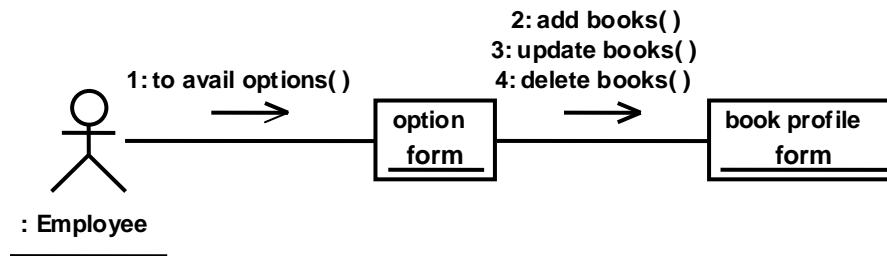 2: add books( )
3: update books( )
1: to avail options( )
4: delete books( )
option
form
book profile
form
: Employee